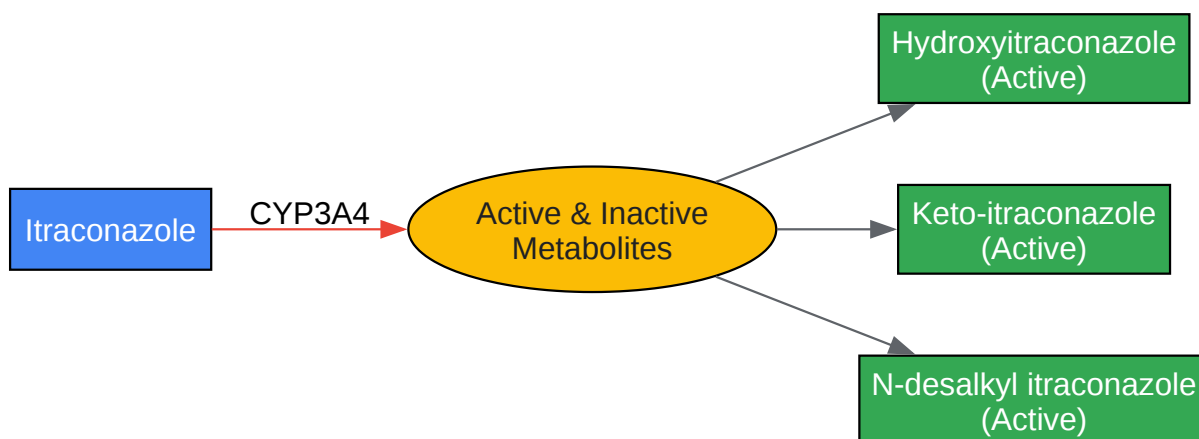 Itraconazole
CYP3A4
Active & Inactive
Metabolites
Hydroxyitraconazole
(Active)
Keto-itraconazole
(Active)
N-desalkyl itraconazole
(Active)